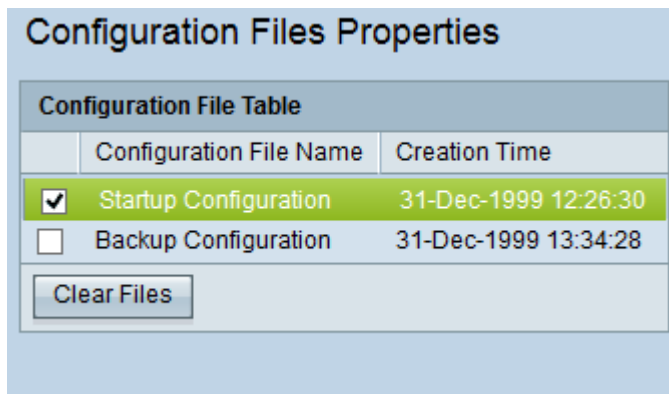 Configuration Files Properties
Configuration File Table
Configuration File Name Creation Time
Startup Configuration 31-Dec-1999 12:26:30
Backup Configuration 31-Dec-1999 13:34:28
Clear Files